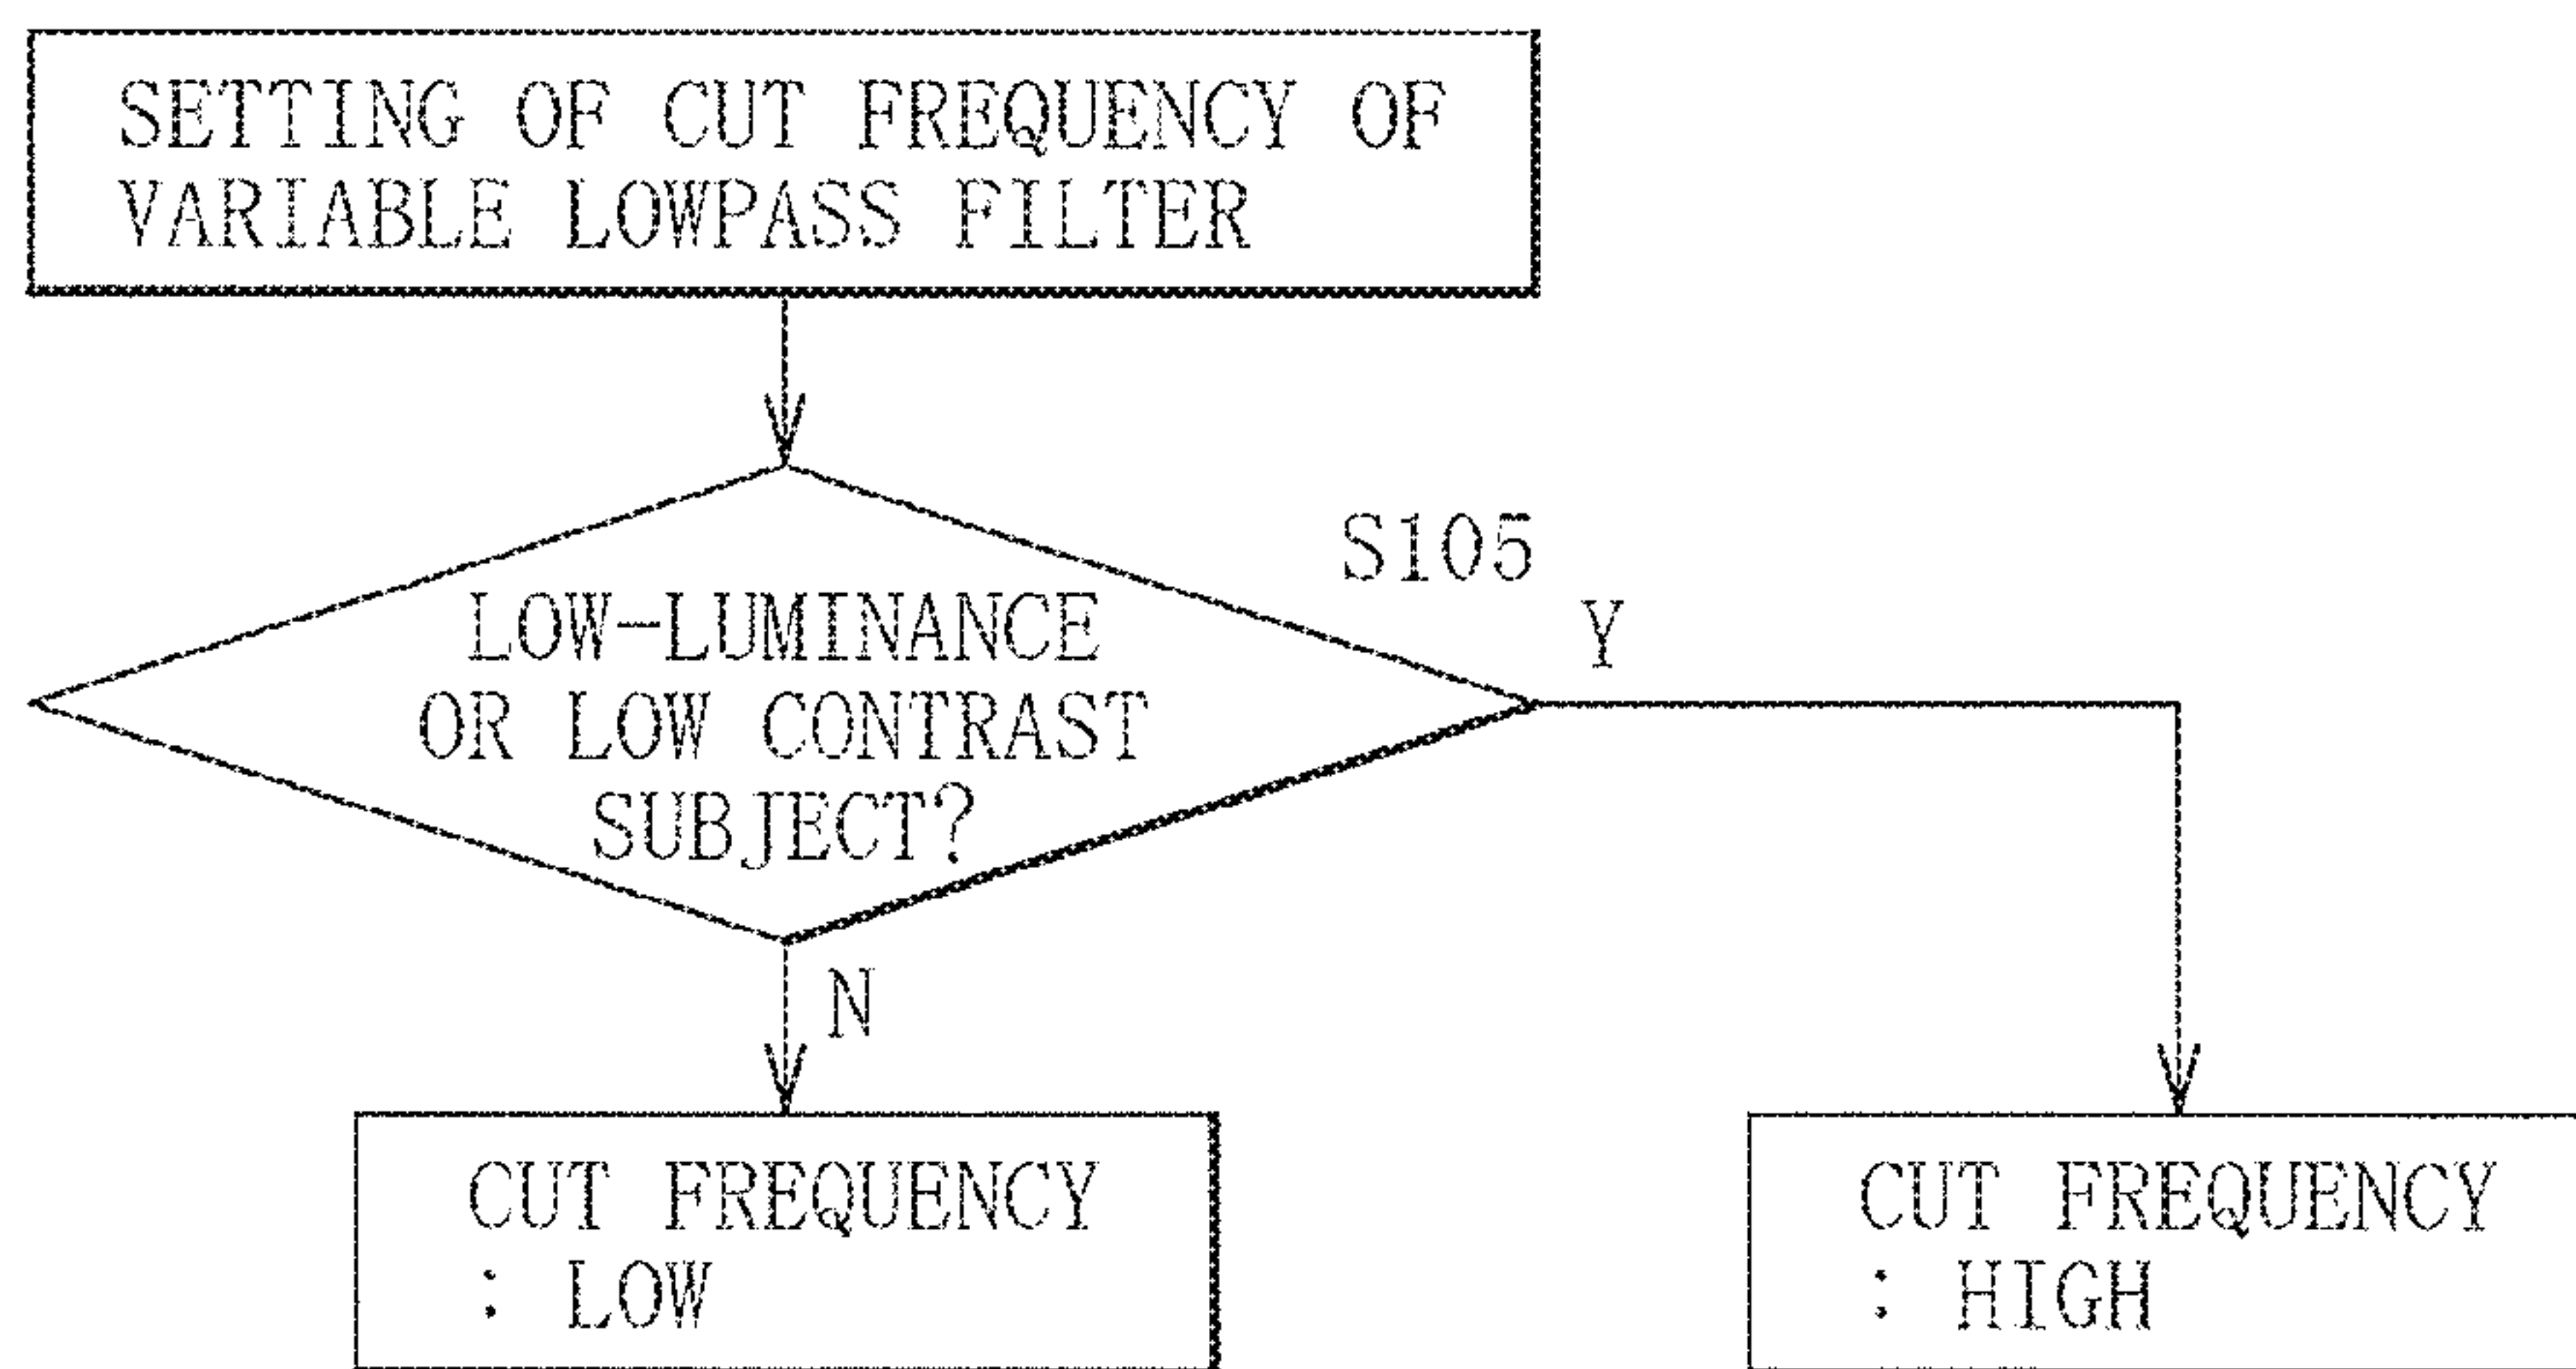 SETTING OF CUT FREQUENCY OF
VARIABLE LOWPASS FILTER
S105
LOW-LUMINANCE
OR LOW CONTRAST
SUBJECT?
Y
N
CUT FREQUENCY
: LOW
CUT FREQUENCY
: HIGH